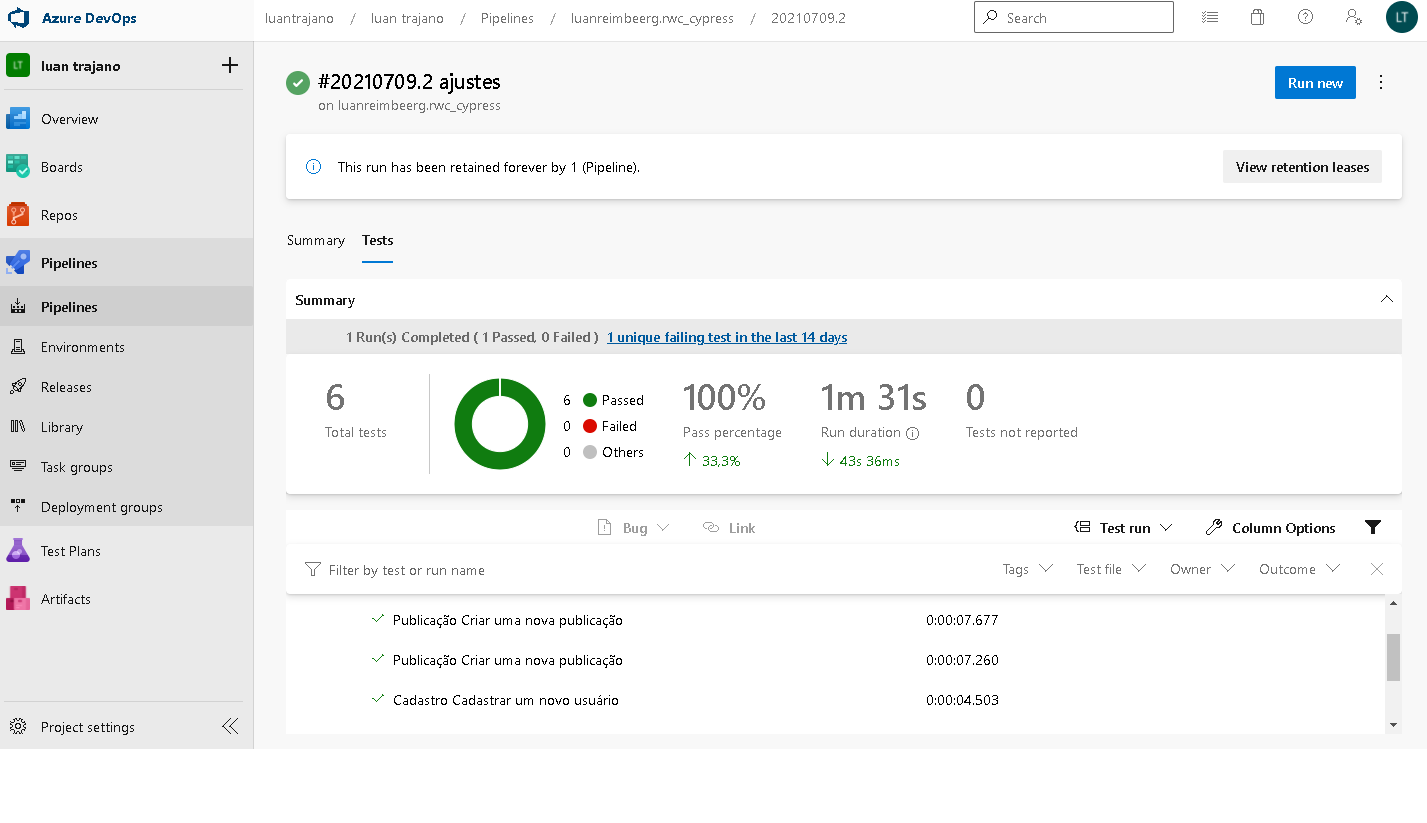 Azure DevOps
luantrajano / luan trajano / Pipelines / luanreimbeerg.rwc_cypress / 20210709.2
Search
LT
LT
luan trajano
Overview
Boards
Repos
Pipelines
Pipelines
Environments
Releases
Library
Task groups
Deployment groups
Test Plans
Artifacts
Project settings
#20210709.2 ajustes
on luanreimbeerg.rwc_cypress
Run new
This run has been retained forever by 1 (Pipeline).
View retention leases
Summary Tests
Summary
1 Run(s) Completed ( 1 Passed, 0 Failed ) 1 unique failing test in the last 14 days
6
Total tests
6 Passed
0 Failed
0 Others
100%
Pass percentage
33,3%
1m 31s
Run duration
43s 36ms
0
Tests not reported
Bug Link Test run Column Options
Filter by test or run name Tags Test file Owner Outcome
Publicação Criar uma nova publicação 0:00:07.677
Publicação Criar uma nova publicação 0:00:07.260
Cadastro Cadastrar um novo usuário 0:00:04.503